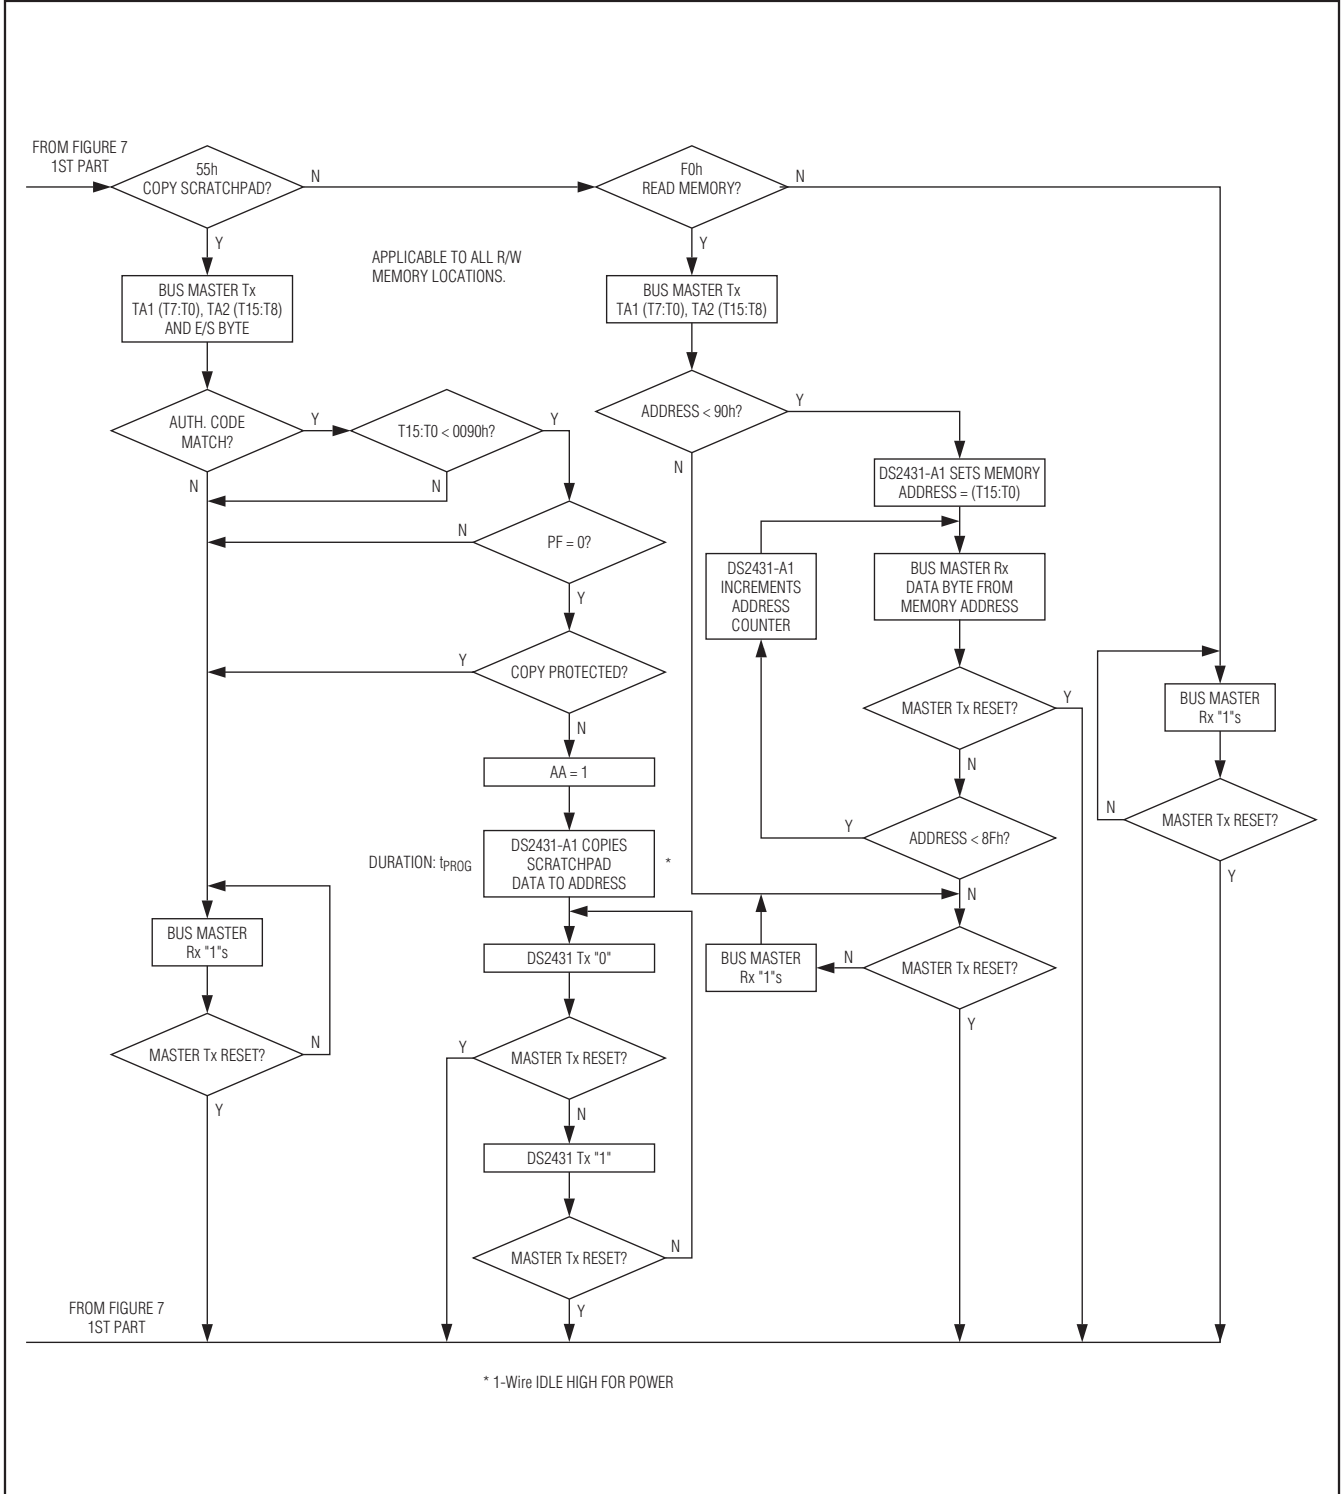 FROM FIGURE 7
1ST PART
55h
COPY SCRATCHPAD?
N
F0h
READ MEMORY?
N
Y
Y
APPLICABLE TO ALL R/W
MEMORY LOCATIONS.
BUS MASTER Tx
TA1 (T7:T0), TA2 (T15:T8)
AND E/S BYTE
BUS MASTER Tx
TA1 (T7:T0), TA2 (T15:T8)
AUTH. CODE
MATCH?
Y
N
T15:T0 < 0090h?
Y
N
ADDRESS < 90h?
Y
N
DS2431-A1 SETS MEMORY
ADDRESS = (T15:T0)
PF = 0?
N
Y
DS2431-A1
INCREMENTS
ADDRESS
COUNTER
BUS MASTER Rx
DATA BYTE FROM
MEMORY ADDRESS
COPY PROTECTED?
Y
N
MASTER Tx RESET?
Y
N
BUS MASTER
Rx "1"s
AA = 1
MASTER Tx RESET?
N
Y
ADDRESS < 8Fh?
Y
N
DURATION: tPROG
DS2431-A1 COPIES
SCRATCHPAD
DATA TO ADDRESS
*
BUS MASTER
Rx "1"s
DS2431 Tx "0"
BUS MASTER
Rx "1"s
N
MASTER Tx RESET?
Y
MASTER Tx RESET?
N
Y
Y
MASTER Tx RESET?
N
DS2431 Tx "1"
MASTER Tx RESET?
N
Y
FROM FIGURE 7
1ST PART
* 1-Wire IDLE HIGH FOR POWER